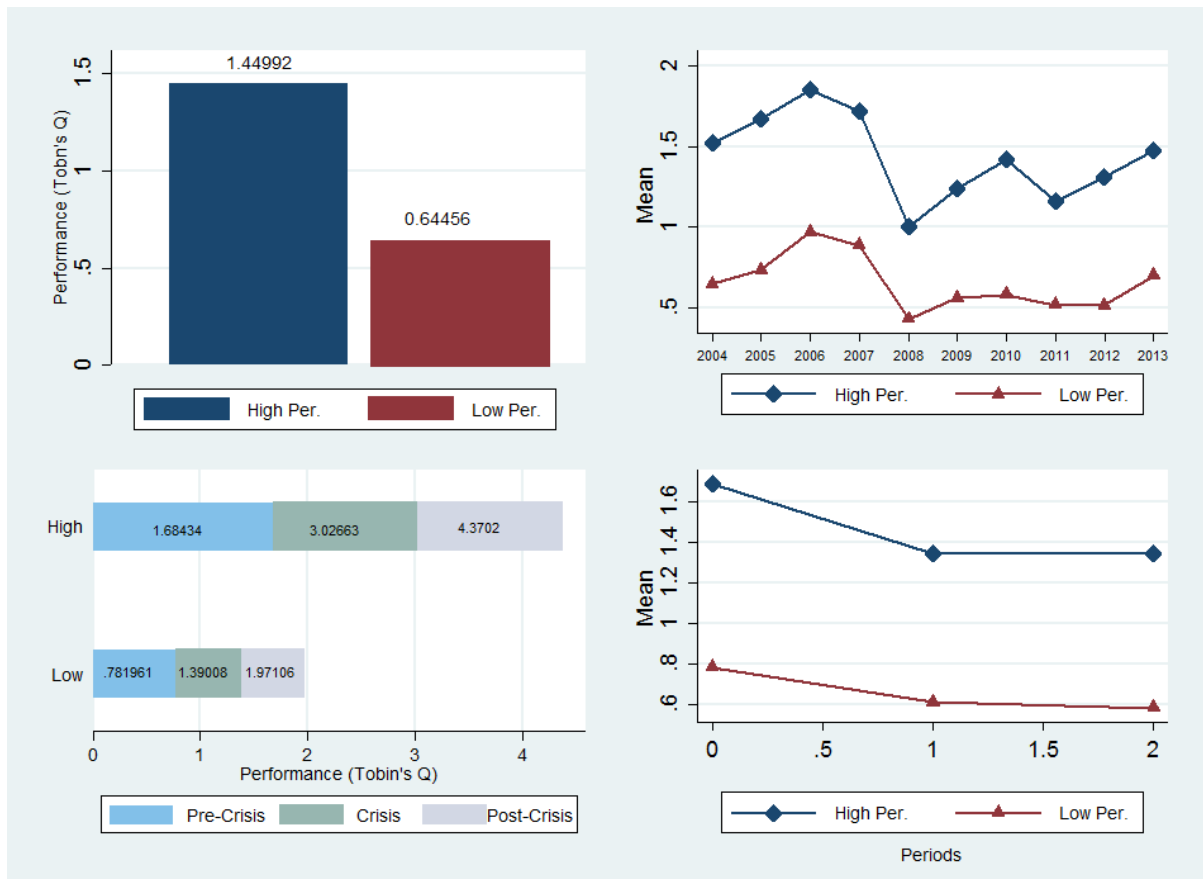 1.44992
0.64456
Performance (Tobn's Q)
0 .5 1 1.5
High Per. Low Per.
Mean
.5 1 1.5 2
2004 2005 2006 2007 2008 2009 2010 2011 2012 2013
High Per. Low Per.
High 1.68434 3.02663 4.3702
Low .781961 1.39008 1.97106
0 1 2 3 4
Performance (Tobin's Q)
Pre-Crisis Crisis Post-Crisis
Mean
.6 .8 1 1.2 1.4 1.6
0 .5 1 1.5 2
High Per. Low Per.
Periods